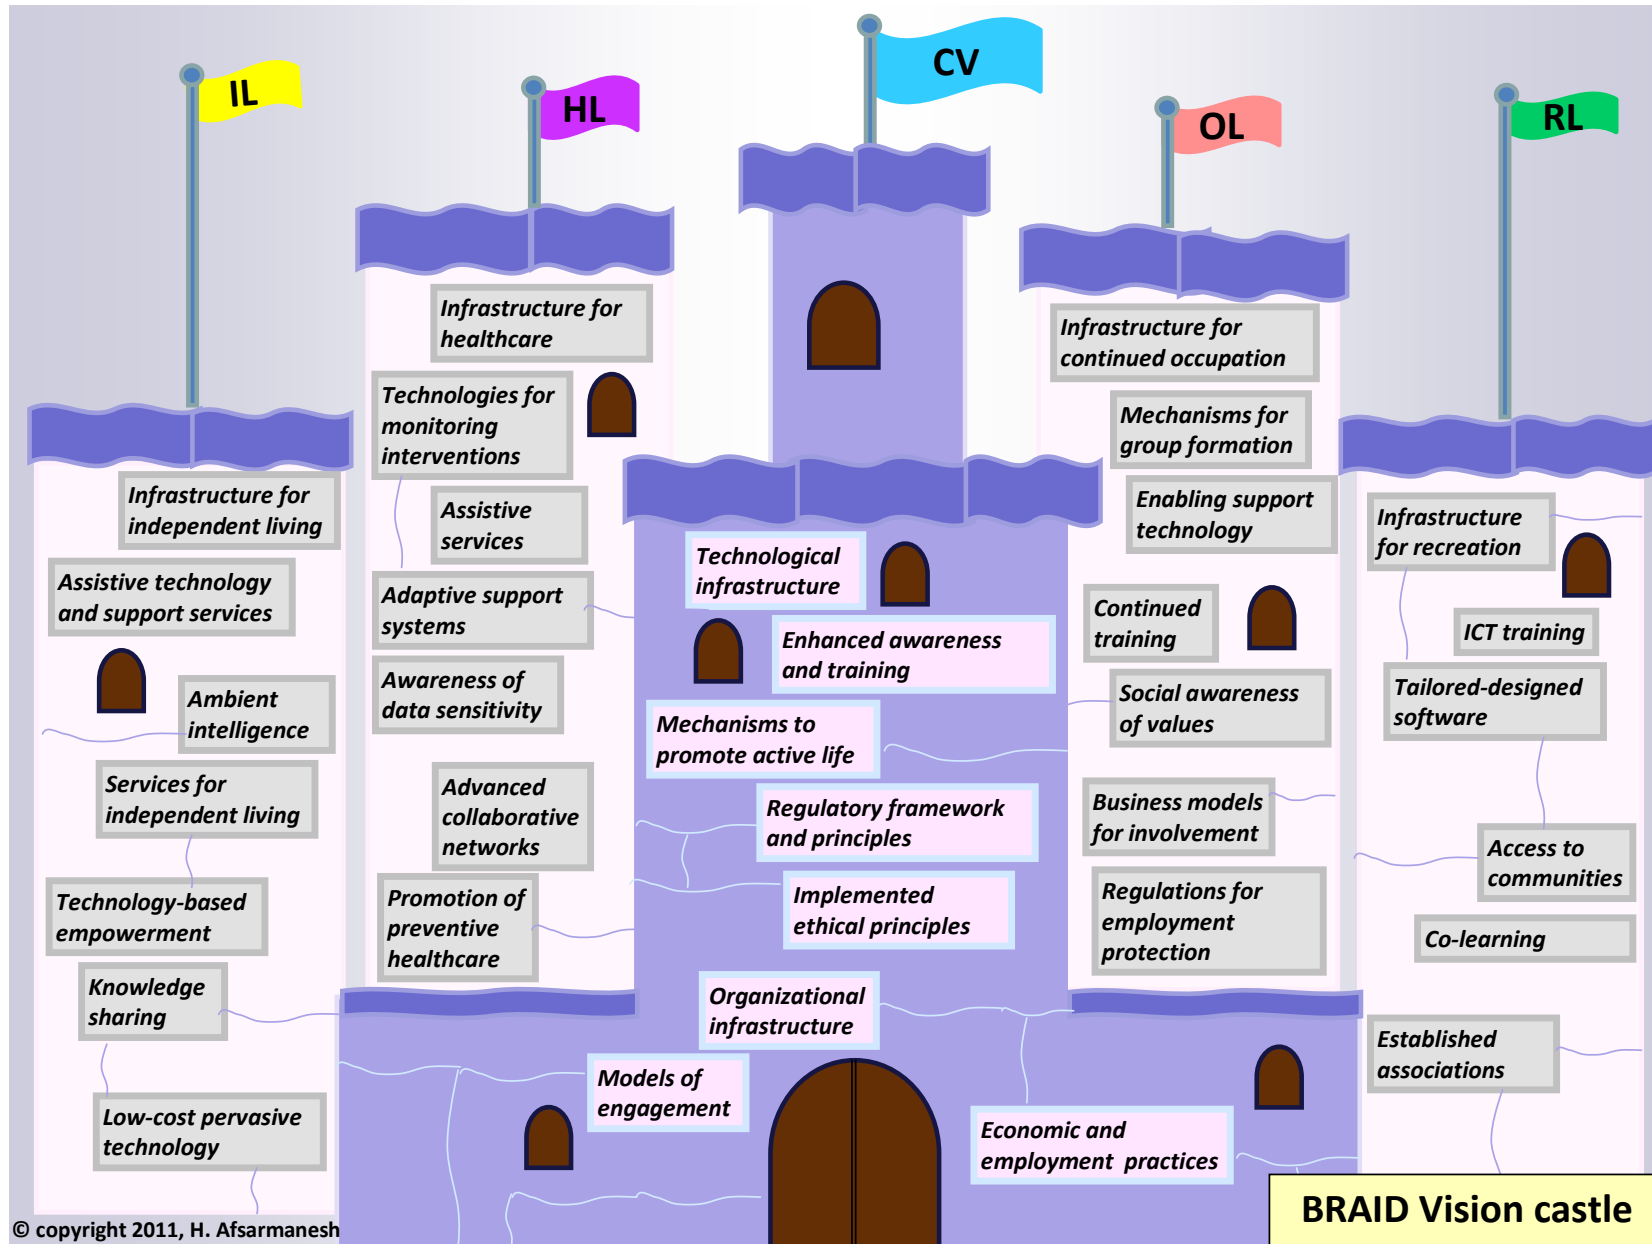 IL
HL
CV
OL
RL
Infrastructure for
independent living
Assistive technology
and support services
Ambient
intelligence
Services for
independent living
Technology-based
empowerment
Knowledge
sharing
Low-cost pervasive
technology
Infrastructure for
healthcare
Technologies for
monitoring
interventions
Assistive
services
Adaptive support
systems
Awareness of
data sensitivity
Advanced
collaborative
networks
Promotion of
preventive
healthcare
Technological
infrastructure
Enhanced awareness
and training
Mechanisms to
promote active life
Regulatory framework
and principles
Implemented
ethical principles
Organizational
infrastructure
Models of
engagement
Economic and
employment practices
Infrastructure for
continued occupation
Mechanisms for
group formation
Enabling support
technology
Continued
training
Social awareness
of values
Business models
for involvement
Regulations for
employment
protection
Infrastructure
for recreation
ICT training
Tailored-designed
software
Access to
communities
Co-learning
Established
associations
BRAID Vision castle
© copyright 2011, H. Afsarmanesh